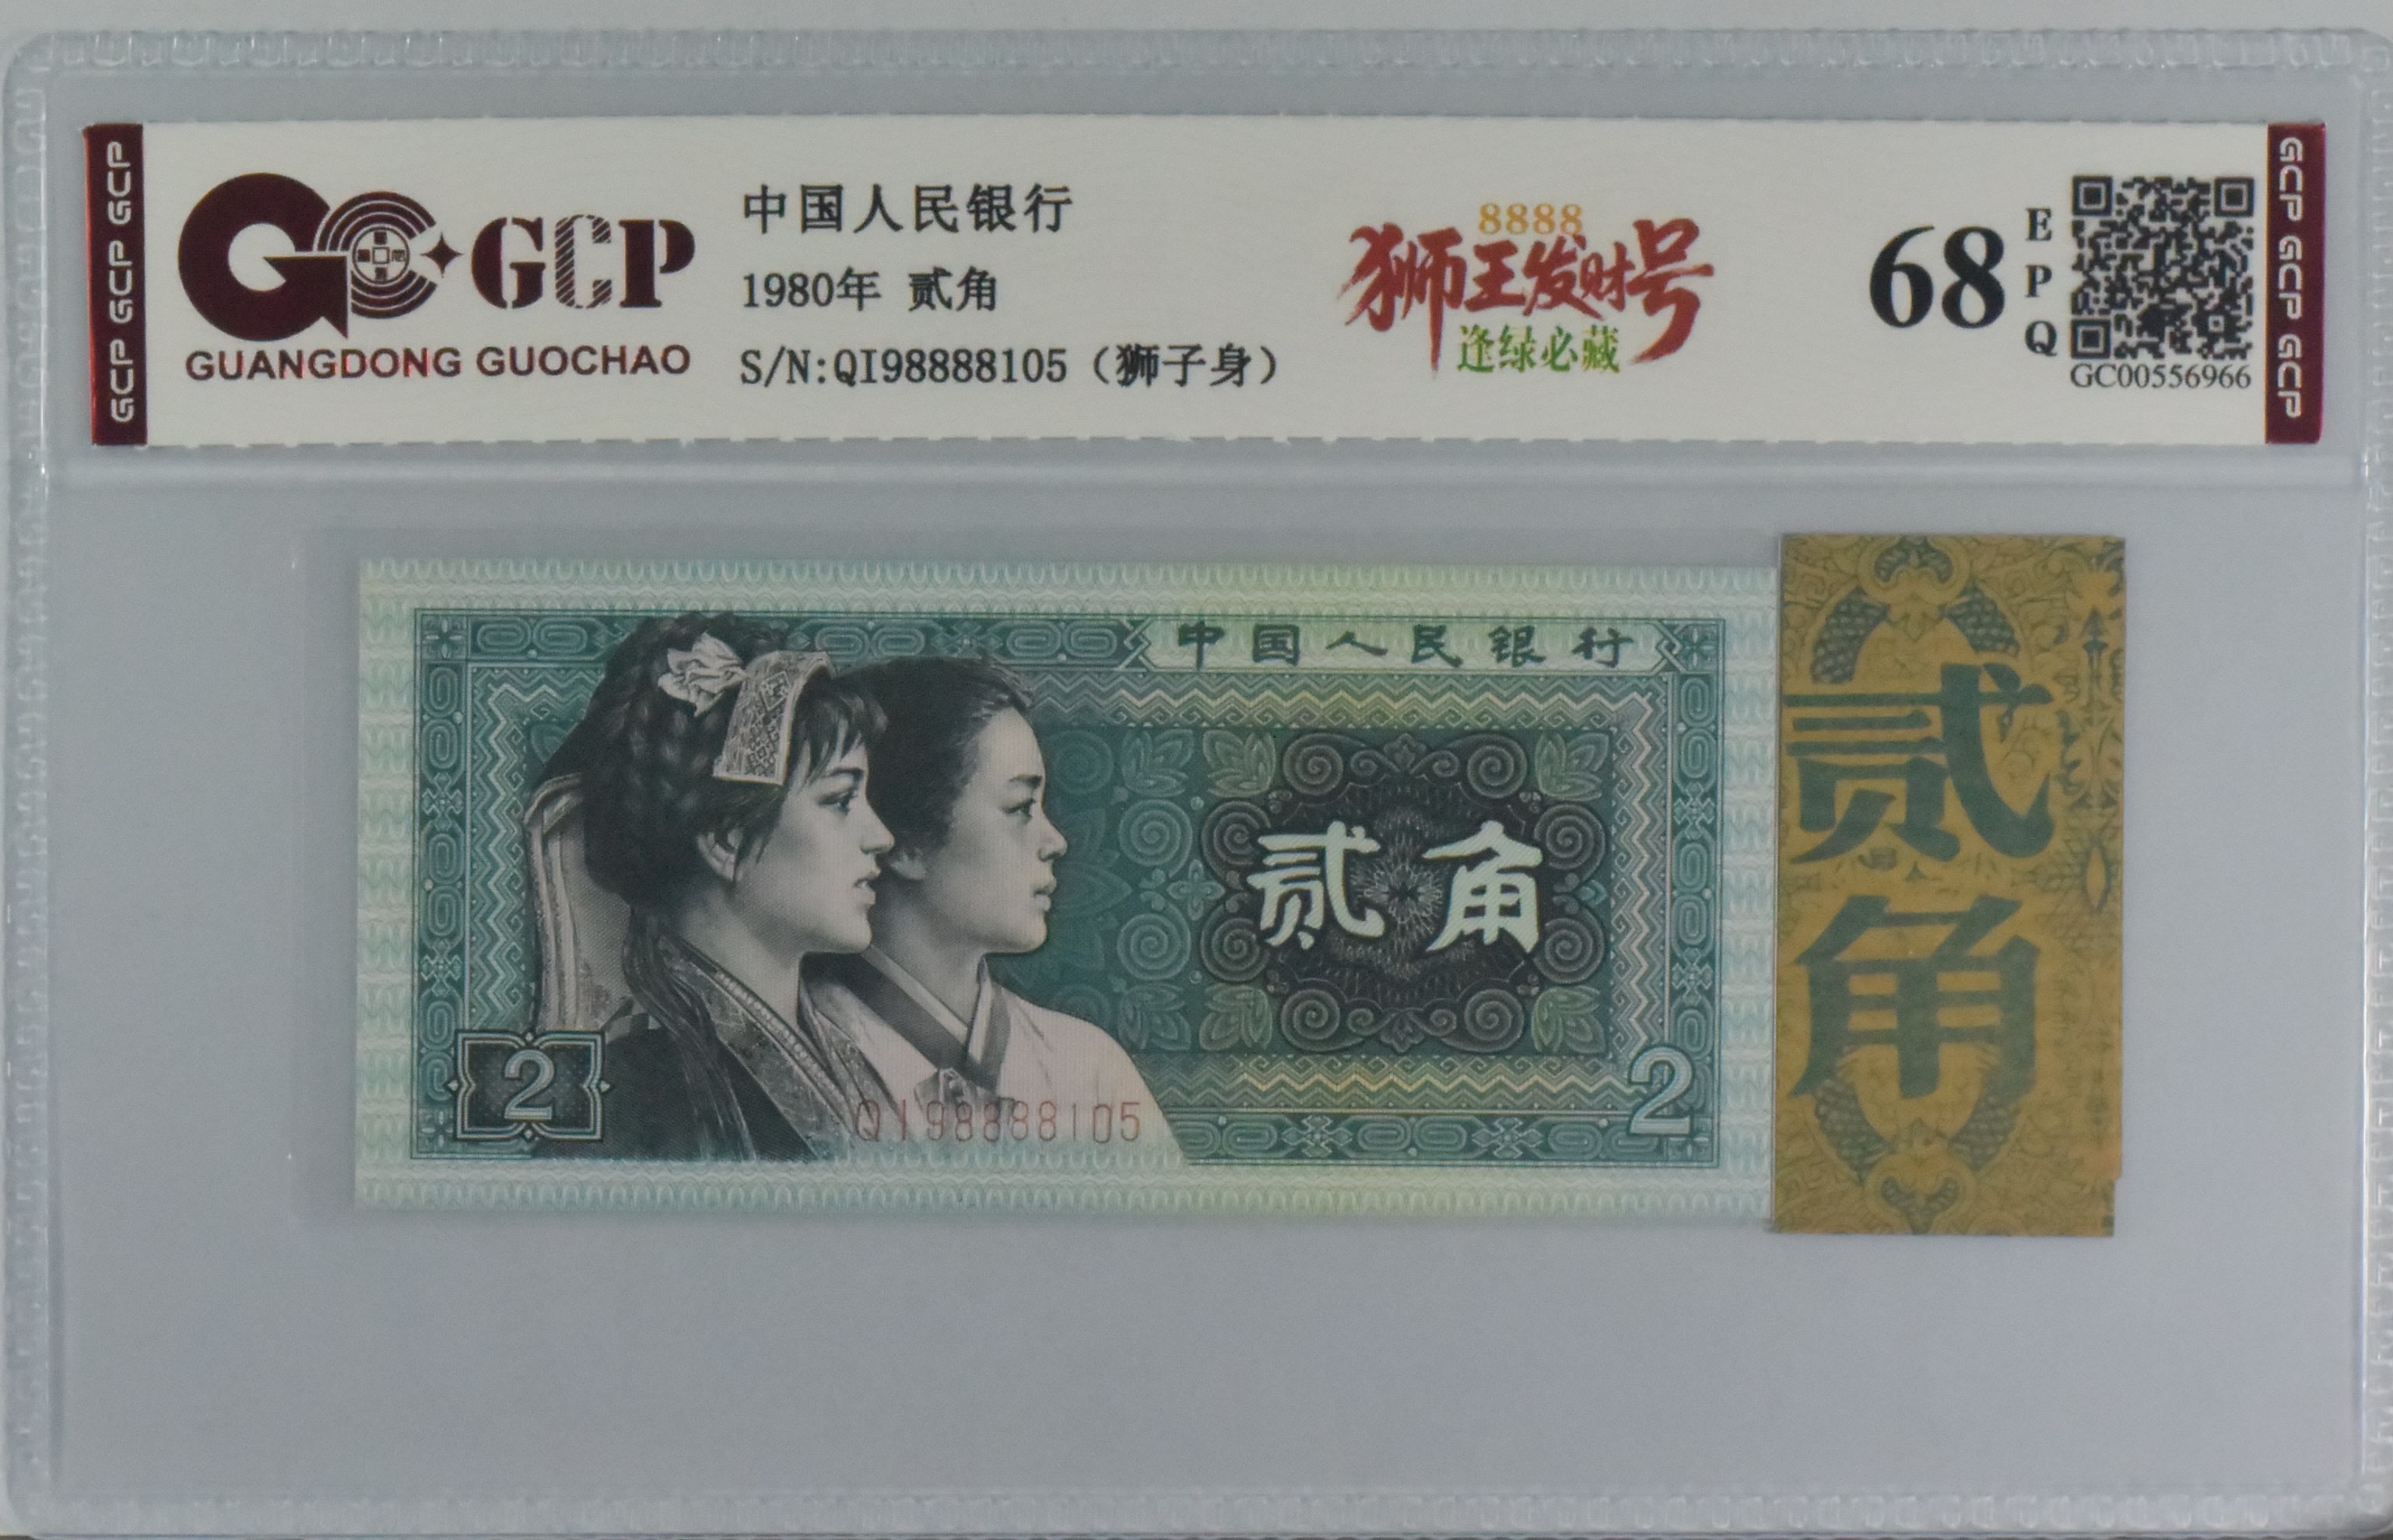 GCP GCP GCP
GCP
GUANGDONG GUOCHAO
中国人民银行
1980年 贰角
S/N:QI98888105（狮子身）
8888
狮王发财号
逢绿必藏
68
E
P
Q
GC00556966
GCP GCP GCP
中国人民银行
贰角
2
QI98888105
2
贰角